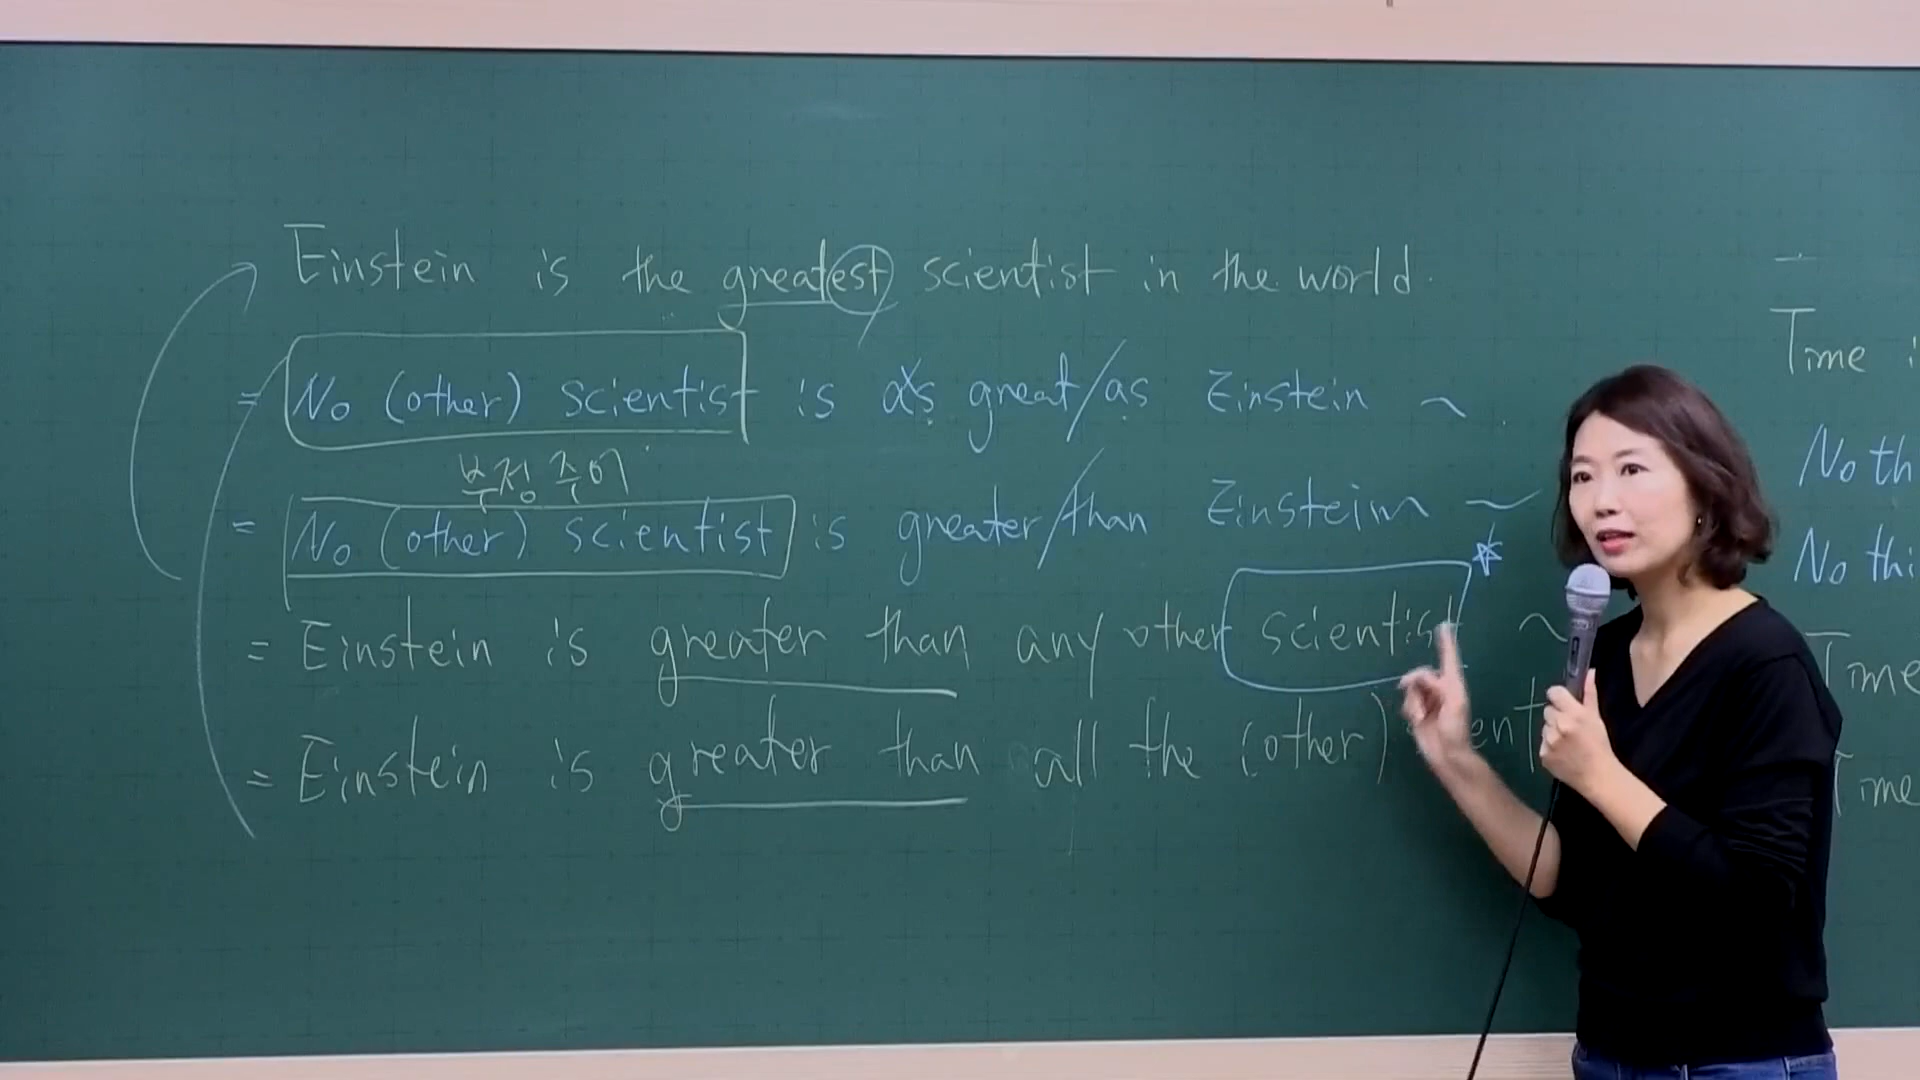 Einstein is the greatest scientist in the world.
= No (other) scientist is as great/as Einstein ~
부정주어
= No (other) scientist is greater/than Einstein ~
= Einstein is greater than any other scientist ~
= Einstein is greater than all the (other)
Time
No th
No thi
Time
Time